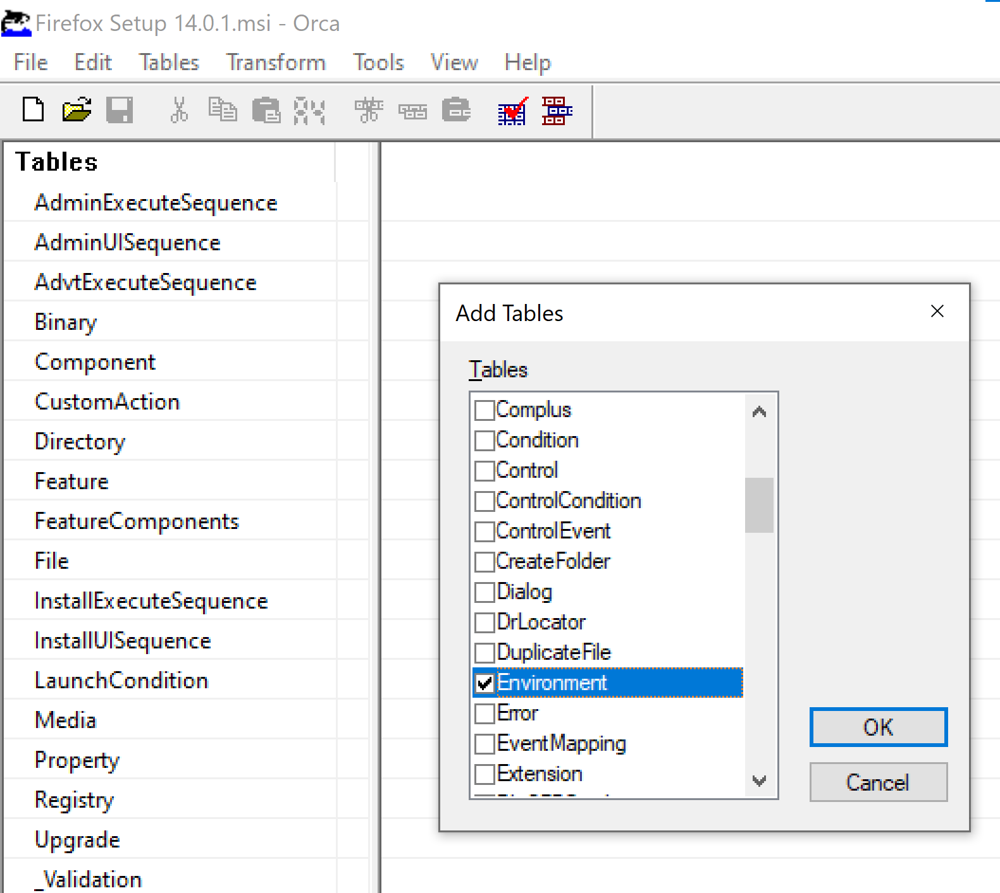 Firefox Setup 14.0.1.msi - Orca
File Edit Tables Transform Tools View Help
Tables
AdminExecuteSequence
AdminUISequence
AdvtExecuteSequence
Binary
Component
CustomAction
Directory
Feature
FeatureComponents
File
InstallExecuteSequence
InstallUISequence
LaunchCondition
Media
Property
Registry
Upgrade
_Validation
Add Tables
Tables
Complus
Condition
Control
ControlCondition
ControlEvent
CreateFolder
Dialog
DrLocator
DuplicateFile
Environment
Error
EventMapping
Extension
OK
Cancel